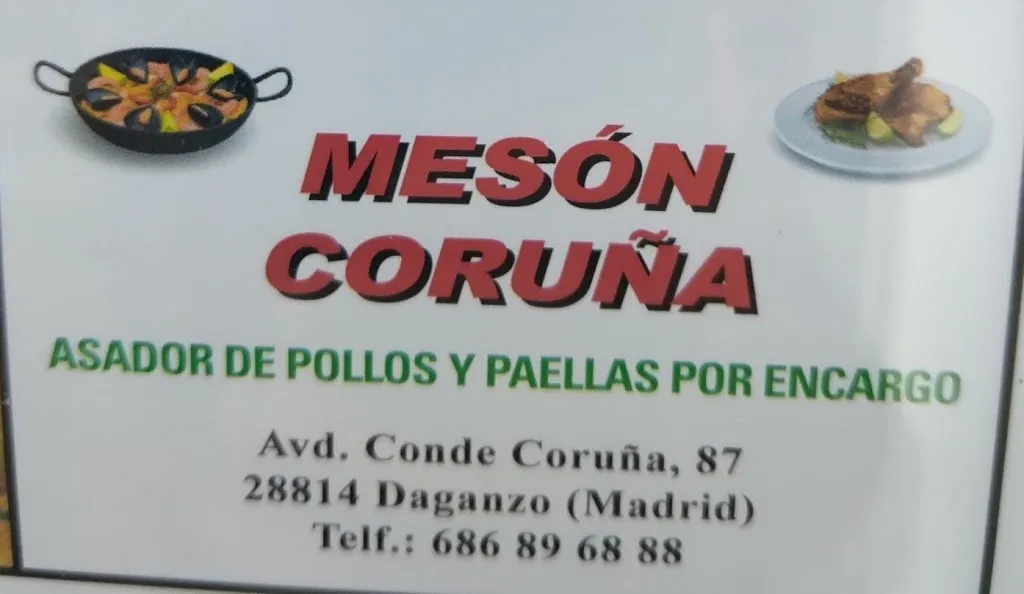 MESÓN
CORUÑA
ASADOR DE POLLOS Y PAELLAS POR ENCARGO
Avd. Conde Coruña, 87
28814 Daganzo (Madrid)
Telf.: 686 89 68 88